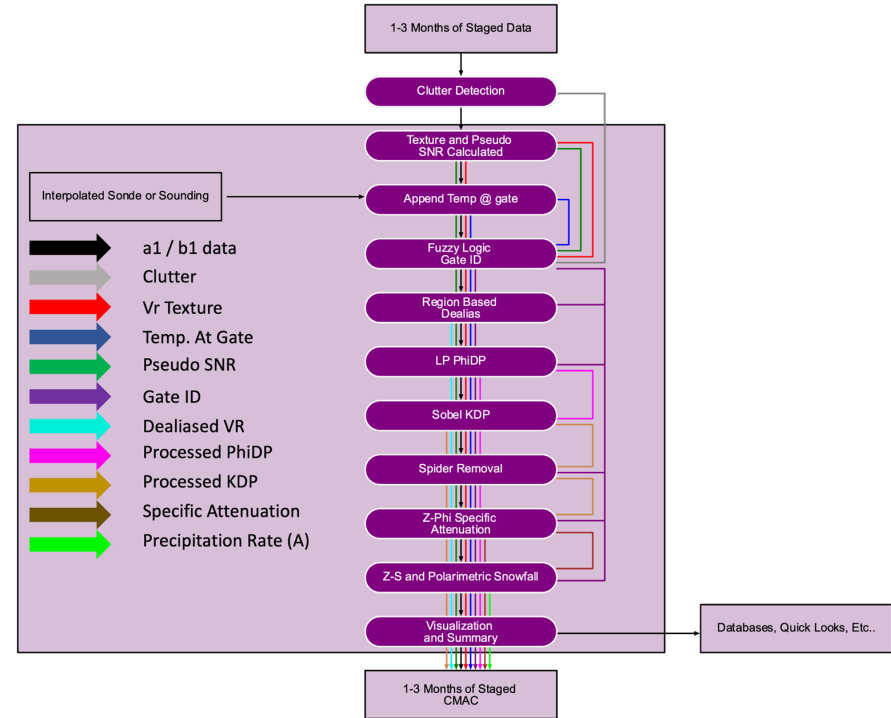 1-3 Months of Staged Data
Clutter Detection
Texture and Pseudo
SNR Calculated
Interpolated Sonde or Sounding
Append Temp @ gate
Fuzzy Logic
Gate ID
Region Based
Dealias
LP PhiDP
Sobel KDP
Spider Removal
Z-Phi Specific
Attenuation
Z-S and Polarimetric Snowfall
Visualization
and Summary
a1 / b1 data
Clutter
Vr Texture
Temp. At Gate
Pseudo SNR
Gate ID
Dealiased VR
Processed PhiDP
Processed KDP
Specific Attenuation
Precipitation Rate (A)
Databases, Quick Looks, Etc..
1-3 Months of Staged
CMAC